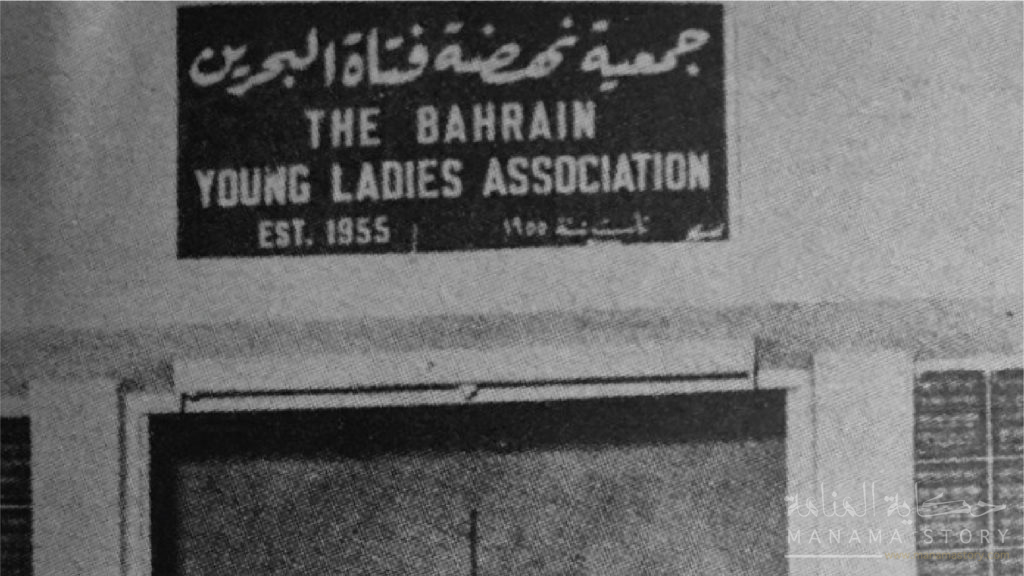 جمعية نهضة فتاة البحرين
THE BAHRAIN
YOUNG LADIES ASSOCIATION
EST. 1955 تأسست سنة ١٩٥٥
حكاية المنامة
MANAMA STORY